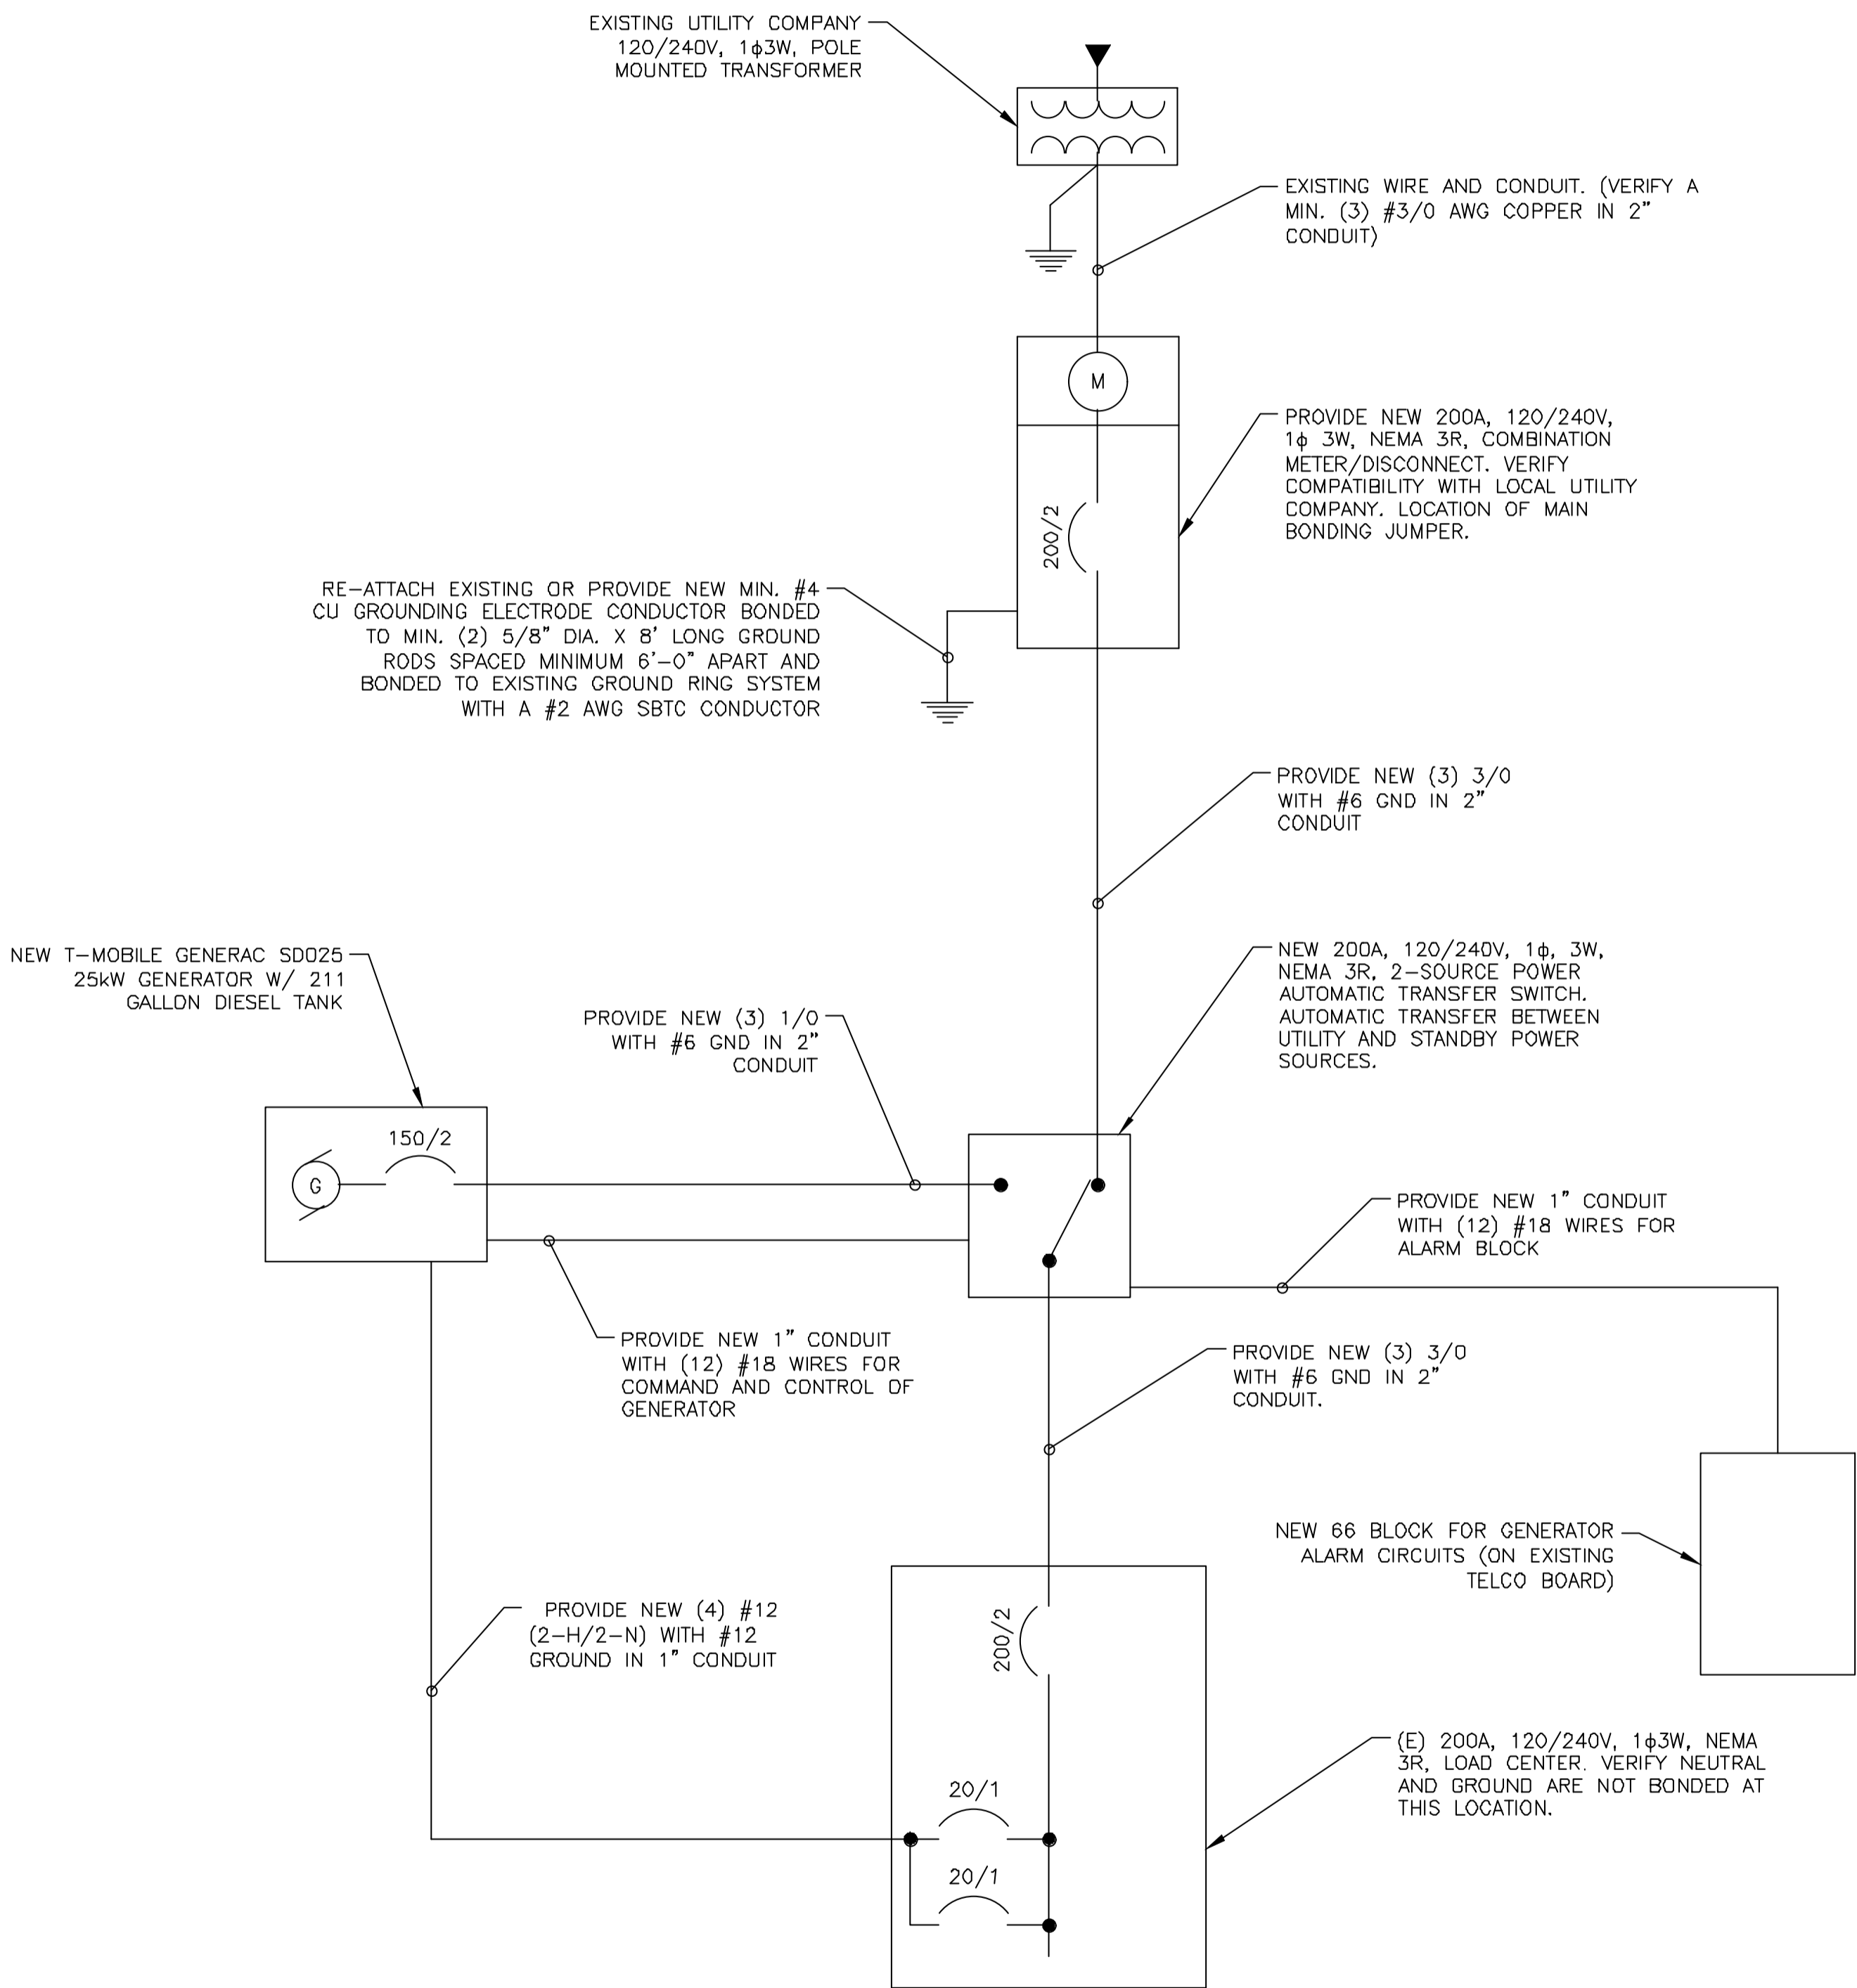 EXISTING UTILITY COMPANY
120/240V, 1ϕ3W, POLE
MOUNTED TRANSFORMER
EXISTING WIRE AND CONDUIT. (VERIFY A
MIN. (3) #3/0 AWG COPPER IN 2"
CONDUIT)
M
200/2
PROVIDE NEW 200A, 120/240V,
1ϕ 3W, NEMA 3R, COMBINATION
METER/DISCONNECT. VERIFY
COMPATIBILITY WITH LOCAL UTILITY
COMPANY. LOCATION OF MAIN
BONDING JUMPER.
RE-ATTACH EXISTING OR PROVIDE NEW MIN. #4
CU GROUNDING ELECTRODE CONDUCTOR BONDED
TO MIN. (2) 5/8" DIA. X 8' LONG GROUND
RODS SPACED MINIMUM 6'-0" APART AND
BONDED TO EXISTING GROUND RING SYSTEM
WITH A #2 AWG SBTC CONDUCTOR
PROVIDE NEW (3) 3/0
WITH #6 GND IN 2"
CONDUIT
NEW T-MOBILE GENERAC SD025
25kW GENERATOR W/ 211
GALLON DIESEL TANK
PROVIDE NEW (3) 1/0
WITH #6 GND IN 2"
CONDUIT
NEW 200A, 120/240V, 1ϕ, 3W,
NEMA 3R, 2-SOURCE POWER
AUTOMATIC TRANSFER SWITCH.
AUTOMATIC TRANSFER BETWEEN
UTILITY AND STANDBY POWER
SOURCES.
150/2
G
PROVIDE NEW 1" CONDUIT
WITH (12) #18 WIRES FOR
ALARM BLOCK
PROVIDE NEW 1" CONDUIT
WITH (12) #18 WIRES FOR
COMMAND AND CONTROL OF
GENERATOR
PROVIDE NEW (3) 3/0
WITH #6 GND IN 2"
CONDUIT.
NEW 66 BLOCK FOR GENERATOR
ALARM CIRCUITS (ON EXISTING
TELCO BOARD)
PROVIDE NEW (4) #12
(2-H/2-N) WITH #12
GROUND IN 1" CONDUIT
200/2
(E) 200A, 120/240V, 1ϕ3W, NEMA
3R, LOAD CENTER. VERIFY NEUTRAL
AND GROUND ARE NOT BONDED AT
THIS LOCATION.
20/1
20/1